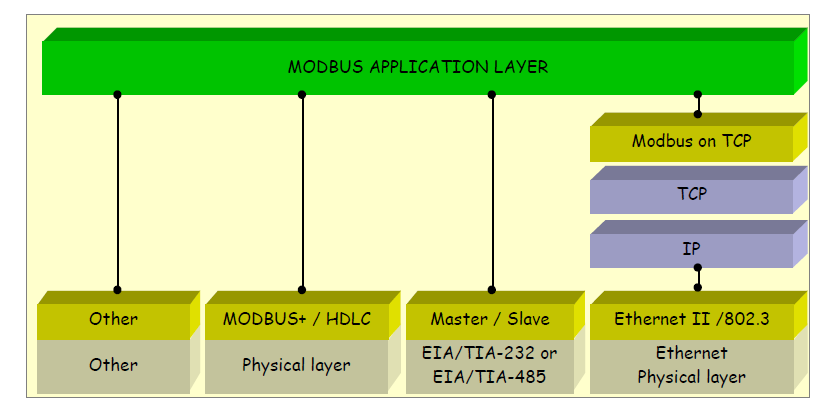 MODBUS APPLICATION LAYER
Modbus on TCP
TCP
IP
Other
MODBUS+ / HDLC
Master / Slave
Ethernet II /802.3
Other
Physical layer
EIA/TIA-232 or
EIA/TIA-485
Ethernet
Physical layer